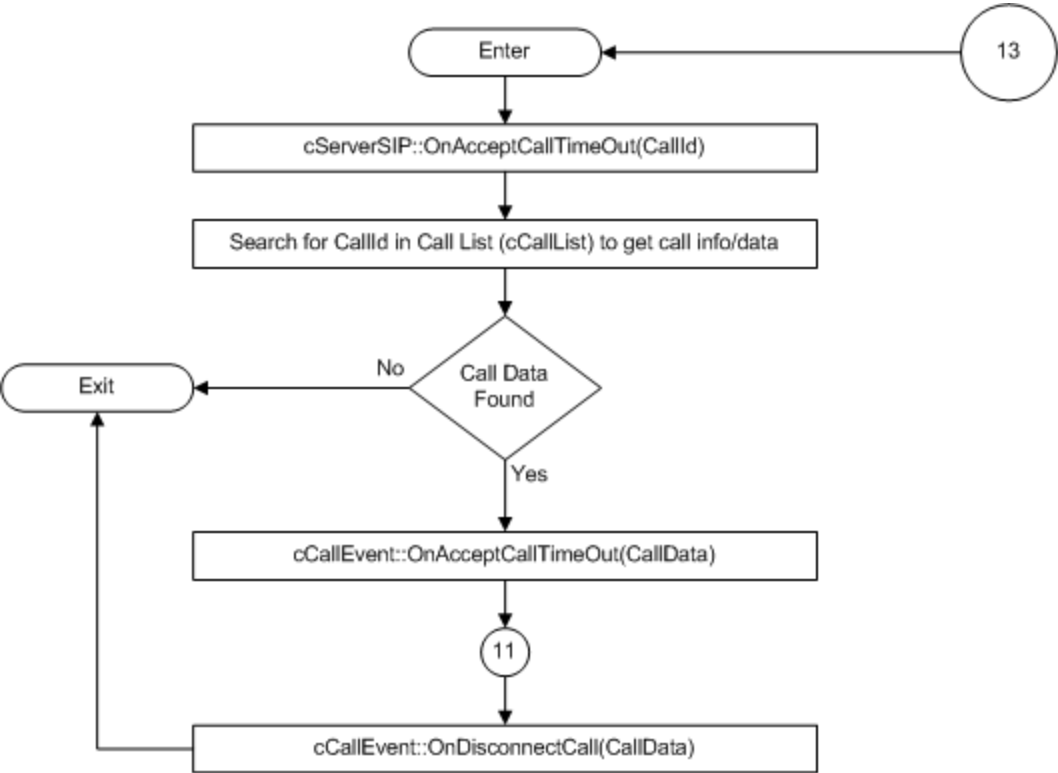 Enter
13
cServerSIP::OnAcceptCallTimeOut(CallId)
Search for CallId in Call List (cCallList) to get call info/data
No
Exit
Call Data
Found
Yes
cCallEvent::OnAcceptCallTimeOut(CallData)
11
cCallEvent::OnDisconnectCall(CallData)